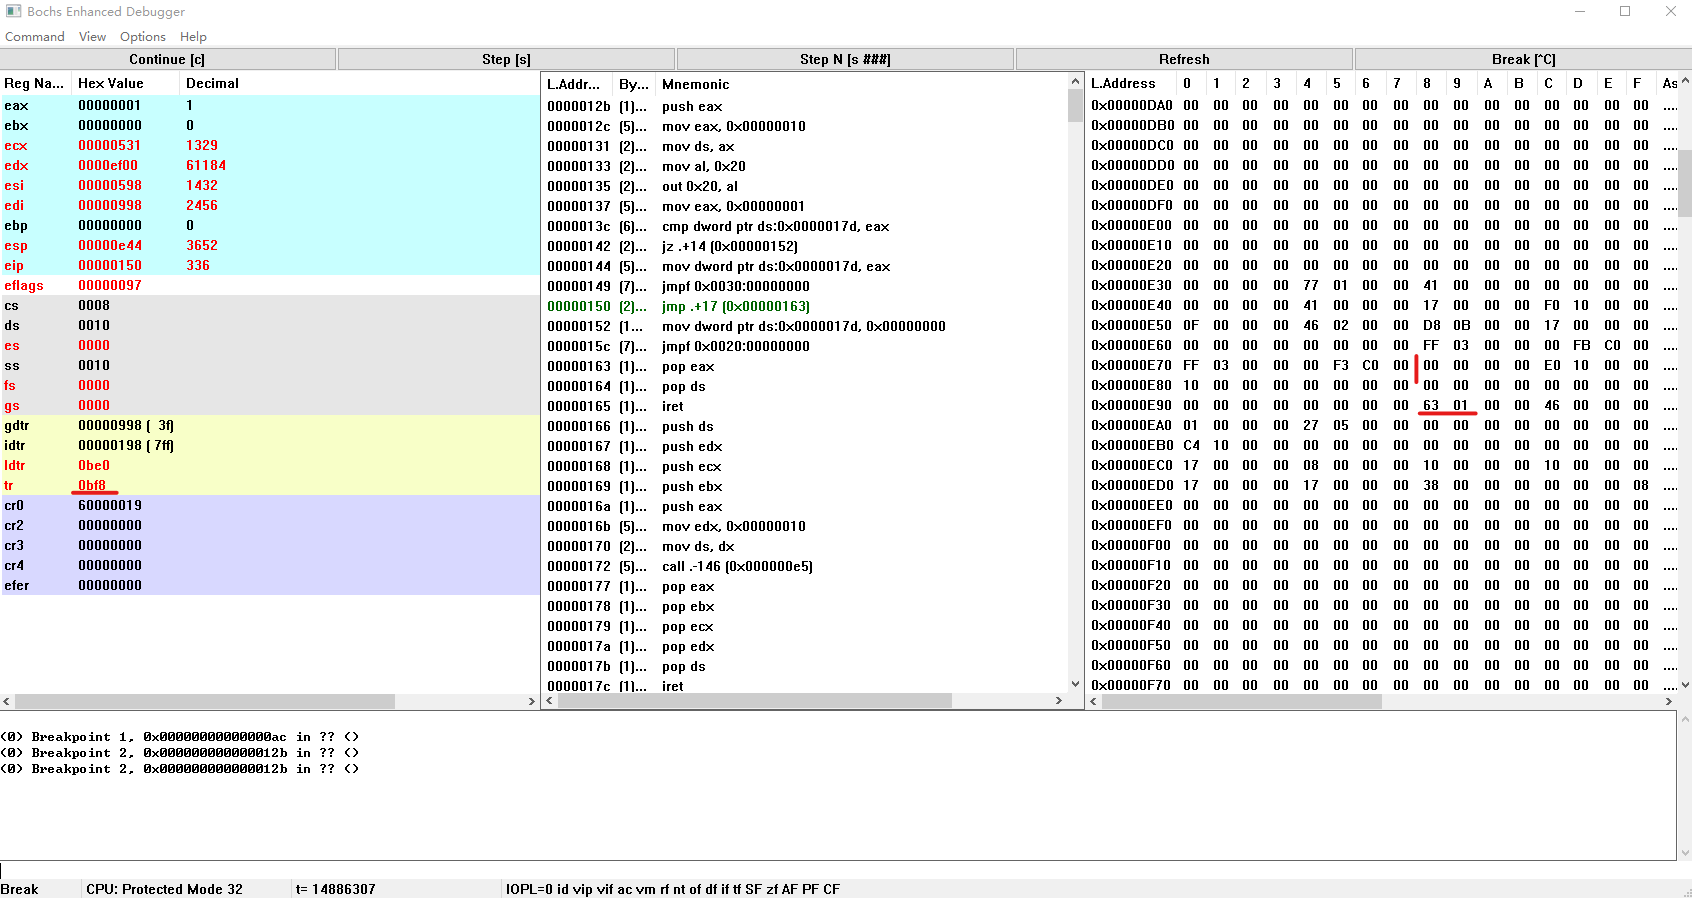 Bochs Enhanced Debugger
Command View Options Help
Continue [c] Step [s] Step N [s ###] Refresh Break [^C]
Reg Na... Hex Value Decimal
eax 00000001 1
ebx 00000000 0
ecx 00000531 1329
edx 0000ef00 61184
esi 00000598 1432
edi 00000998 2456
ebp 00000000 0
esp 00000e44 3652
eip 00000150 336
eflags 00000097
cs 0008
ds 0010
es 0000
ss 0010
fs 0000
gs 0000
gdtr 00000998 ( 3f)
idtr 00000198 ( 7ff)
ldtr 0be0
tr 0bf8
cr0 60000019
cr2 00000000
cr3 00000000
cr4 00000000
efer 00000000
L.Addr... By... Mnemonic
0000012b (1)... push eax
0000012c (5)... mov eax, 0x00000010
00000131 (2)... mov ds, ax
00000133 (2)... mov al, 0x20
00000135 (2)... out 0x20, al
00000137 (5)... mov eax, 0x00000001
0000013c (6)... cmp dword ptr ds:0x0000017d, eax
00000142 (2)... jz .+14 (0x00000152)
00000144 (5)... mov dword ptr ds:0x0000017d, eax
00000149 (7)... jmpf 0x0030:00000000
00000150 (2)... jmp .+17 (0x00000163)
00000152 (1... mov dword ptr ds:0x0000017d, 0x00000000
0000015c (7)... jmpf 0x0020:00000000
00000163 (1)... pop eax
00000164 (1)... pop ds
00000165 (1)... iret
00000166 (1)... push ds
00000167 (1)... push edx
00000168 (1)... push ecx
00000169 (1)... push ebx
0000016a (1)... push eax
0000016b (5)... mov edx, 0x00000010
00000170 (2)... mov ds, dx
00000172 (5)... call .-146 (0x000000e5)
00000177 (1)... pop eax
00000178 (1)... pop ebx
00000179 (1)... pop ecx
0000017a (1)... pop edx
0000017b (1)... pop ds
0000017c (1)... iret
L.Address 0 1 2 3 4 5 6 7 8 9 A B C D E F As
0x00000DA0 00 00 00 00 00 00 00 00 00 00 00 00 00 00 00 00 ....
0x00000DB0 00 00 00 00 00 00 00 00 00 00 00 00 00 00 00 00 ....
0x00000DC0 00 00 00 00 00 00 00 00 00 00 00 00 00 00 00 00 ....
0x00000DD0 00 00 00 00 00 00 00 00 00 00 00 00 00 00 00 00 ....
0x00000DE0 00 00 00 00 00 00 00 00 00 00 00 00 00 00 00 00 ....
0x00000DF0 00 00 00 00 00 00 00 00 00 00 00 00 00 00 00 00 ....
0x00000E00 00 00 00 00 00 00 00 00 00 00 00 00 00 00 00 00 ....
0x00000E10 00 00 00 00 00 00 00 00 00 00 00 00 00 00 00 00 ....
0x00000E20 00 00 00 00 00 00 00 00 00 00 00 00 00 00 00 00 ....
0x00000E30 00 00 00 00 77 01 00 00 41 00 00 00 00 00 00 00 ....
0x00000E40 00 00 00 00 41 00 00 00 17 00 00 00 F0 10 00 00 ....
0x00000E50 0F 00 00 00 46 02 00 00 D8 0B 00 00 17 00 00 00 ....
0x00000E60 00 00 00 00 00 00 00 00 FF 03 00 00 00 FB C0 00 ....
0x00000E70 FF 03 00 00 00 F3 C0 00 00 00 00 00 E0 10 00 00 ....
0x00000E80 10 00 00 00 00 00 00 00 00 00 00 00 00 00 00 00 ....
0x00000E90 00 00 00 00 00 00 00 00 63 01 00 00 46 00 00 00 ....
0x00000EA0 01 00 00 00 27 05 00 00 00 00 00 00 00 00 00 00 ....
0x00000EB0 C4 10 00 00 00 00 00 00 00 00 00 00 00 00 00 00 ....
0x00000EC0 17 00 00 00 08 00 00 00 10 00 00 00 10 00 00 00 ....
0x00000ED0 17 00 00 00 17 00 00 00 38 00 00 00 00 00 00 08 ....
0x00000EE0 00 00 00 00 00 00 00 00 00 00 00 00 00 00 00 00 ....
0x00000EF0 00 00 00 00 00 00 00 00 00 00 00 00 00 00 00 00 ....
0x00000F00 00 00 00 00 00 00 00 00 00 00 00 00 00 00 00 00 ....
0x00000F10 00 00 00 00 00 00 00 00 00 00 00 00 00 00 00 00 ....
0x00000F20 00 00 00 00 00 00 00 00 00 00 00 00 00 00 00 00 ....
0x00000F30 00 00 00 00 00 00 00 00 00 00 00 00 00 00 00 00 ....
0x00000F40 00 00 00 00 00 00 00 00 00 00 00 00 00 00 00 00 ....
0x00000F50 00 00 00 00 00 00 00 00 00 00 00 00 00 00 00 00 ....
0x00000F60 00 00 00 00 00 00 00 00 00 00 00 00 00 00 00 00 ....
0x00000F70 00 00 00 00 00 00 00 00 00 00 00 00 00 00 00 00 ....
(0) Breakpoint 1, 0x00000000000000ac in ?? ()
(0) Breakpoint 2, 0x000000000000012b in ?? ()
(0) Breakpoint 2, 0x000000000000012b in ?? ()
Break CPU: Protected Mode 32 t= 14886307 IOPL=0 id vip vif ac vm rf nt of df if tf SF zf AF PF CF